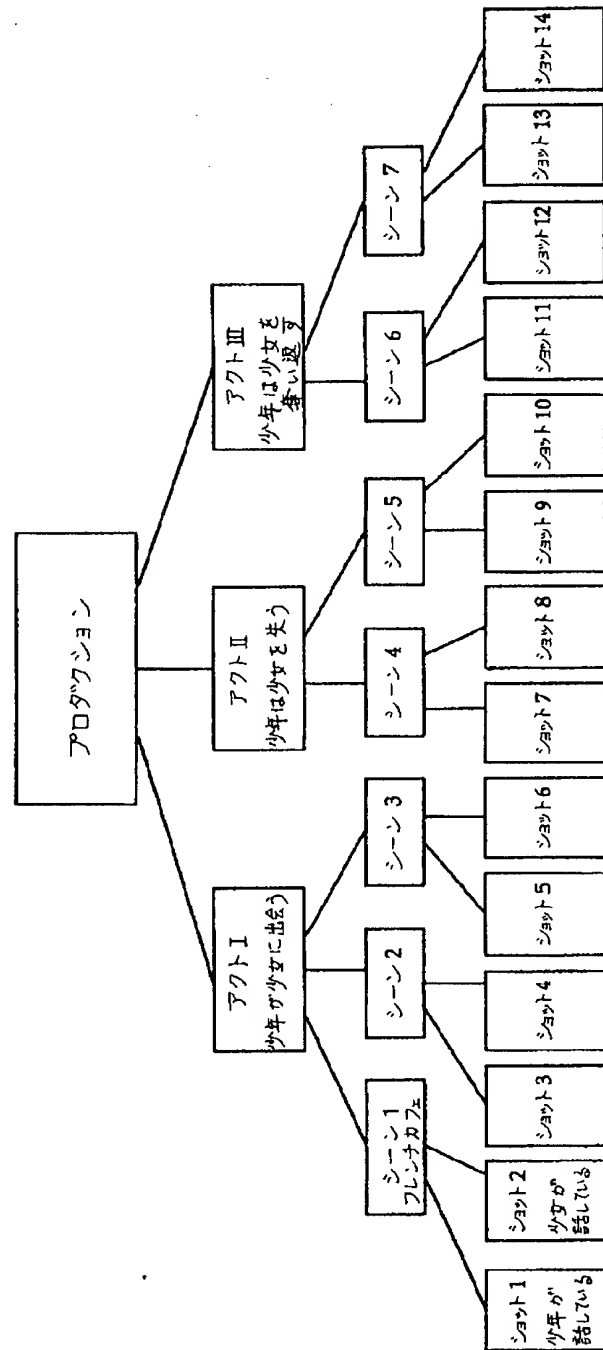 プロダクション
アクトI
少年が少女に出会う
アクトII
少年は少女を失う
アクトIII
少年は少女を
奪い返す
シーン1
フレンチカフェ
シーン2
シーン3
シーン4
シーン5
シーン6
シーン7
ショット1
少年が
話している
ショット2
少女が
話している
ショット3
ショット4
ショット5
ショット6
ショット7
ショット8
ショット9
ショット10
ショット11
ショット12
ショット13
ショット14